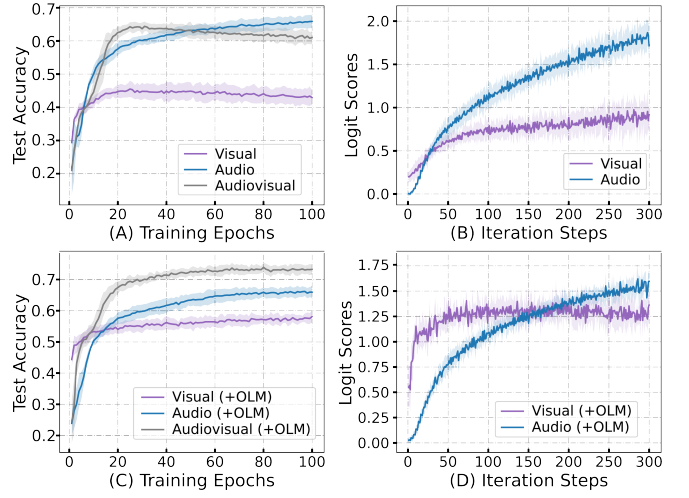 0.7
0.6
0.5
0.4
0.3
0.2
Test Accuracy
Visual
Audio
Audiovisual
0 20 40 60 80 100
(A) Training Epochs
2.0
1.5
1.0
0.5
0.0
Logit Scores
Visual
Audio
0 50 100 150 200 250 300
(B) Iteration Steps
0.7
0.6
0.5
0.4
0.3
0.2
Test Accuracy
Visual (+OLM)
Audio (+OLM)
Audiovisual (+OLM)
0 20 40 60 80 100
(C) Training Epochs
1.75
1.50
1.25
1.00
0.75
0.50
0.25
0.00
Logit Scores
Visual (+OLM)
Audio (+OLM)
0 50 100 150 200 250 300
(D) Iteration Steps